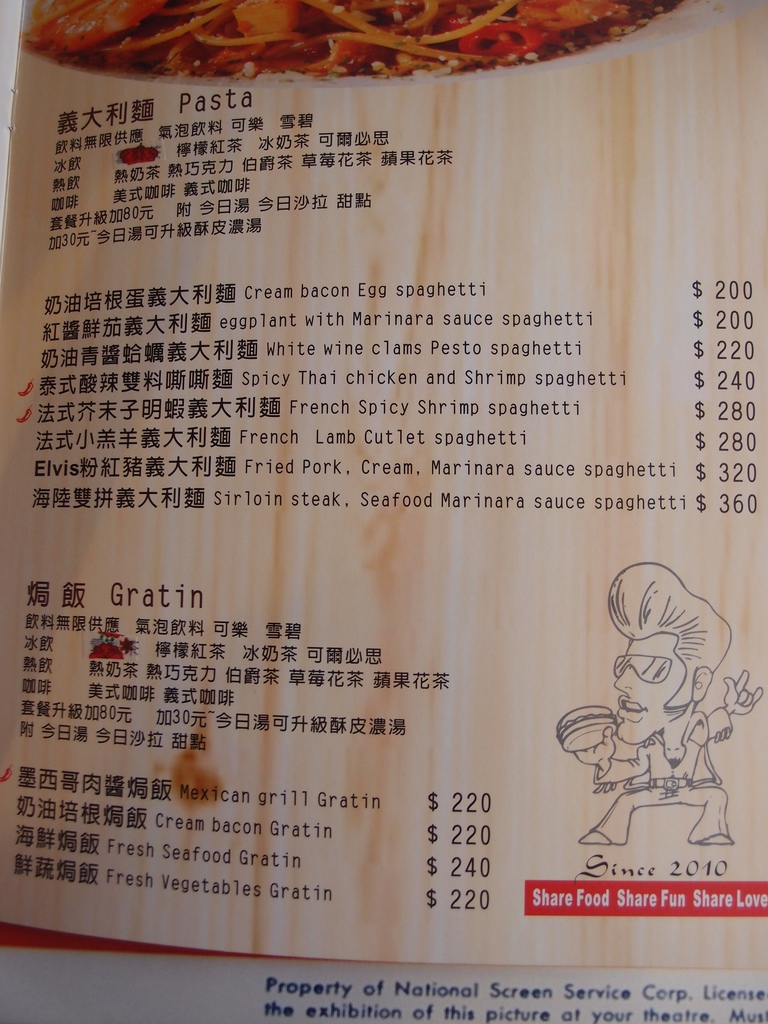 義大利麵 Pasta
飲料無限供應 氣泡飲料 可樂 雪碧
冰飲 檸檬紅茶 冰奶茶 可爾必思
熱飲 熱奶茶 熱巧克力 伯爵茶 草莓花茶 蘋果花茶
咖啡 美式咖啡 義式咖啡
套餐升級加80元 附 今日湯 今日沙拉 甜點
加30元~今日湯可升級酥皮濃湯
奶油培根蛋義大利麵 Cream bacon Egg spaghetti $ 200
紅醬鮮茄義大利麵 eggplant with Marinara sauce spaghetti $ 200
奶油青醬蛤蠣義大利麵 White wine clams Pesto spaghetti $ 220
泰式酸辣雙料嘶嘶麵 Spicy Thai chicken and Shrimp spaghetti $ 240
法式芥末子明蝦義大利麵 French Spicy Shrimp spaghetti $ 280
法式小羔羊義大利麵 French Lamb Cutlet spaghetti $ 280
Elvis粉紅豬義大利麵 Fried Pork, Cream, Marinara sauce spaghetti $ 320
海陸雙拼義大利麵 Sirloin steak, Seafood Marinara sauce spaghetti $ 360
焗飯 Gratin
飲料無限供應 氣泡飲料 可樂 雪碧
冰飲 檸檬紅茶 冰奶茶 可爾必思
熱飲 熱奶茶 熱巧克力 伯爵茶 草莓花茶 蘋果花茶
咖啡 美式咖啡 義式咖啡
套餐升級加80元 加30元~今日湯可升級酥皮濃湯
附 今日湯 今日沙拉 甜點
墨西哥肉醬焗飯 Mexican grill Gratin $ 220
奶油培根焗飯 Cream bacon Gratin $ 220
海鮮焗飯 Fresh Seafood Gratin $ 240
鮮蔬焗飯 Fresh Vegetables Gratin $ 220
Since 2010
Share Food Share Fun Share Love
Property of National Screen Service Corp. License
the exhibition of this picture at your theatre. Must